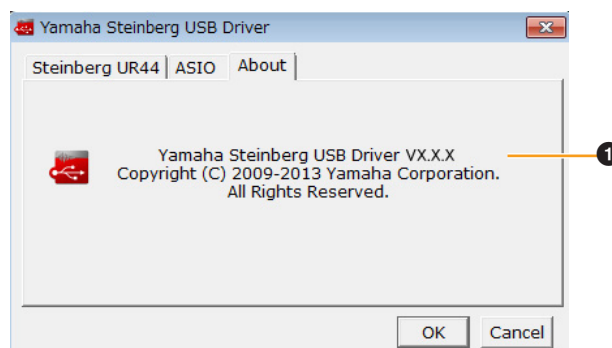 Yamaha Steinberg USB Driver
Steinberg UR44 ASIO About
Yamaha Steinberg USB Driver VX.X.X
1
Copyright (C) 2009-2013 Yamaha Corporation.
All Rights Reserved.
OK Cancel